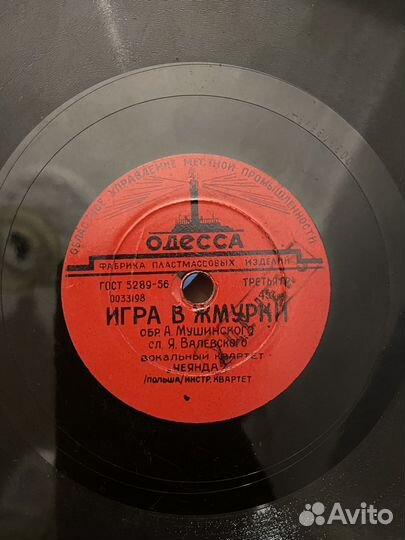 ОБЛАСТНОЕ УПРАВЛЕНИЕ МЕСТНОЙ ПРОМЫШЛЕННОСТИ
ОДЕССА
ФАБРИКА ПЛАСТМАССОВЫХ ИЗДЕЛИЙ
ГОСТ 5289-56 ТРЕТЬЯ ГР
0033198
ИГРА В ЖМУРКИ
ОБР. А. МУШИНСКОГО
СЛ. Я. ВАЛЕВСКОГО
ВОКАЛЬНЫЙ КВАРТЕТ
"ЧЕЯНДА"
/ПОЛЬША/ИНСТР. КВАРТЕТ
Avito